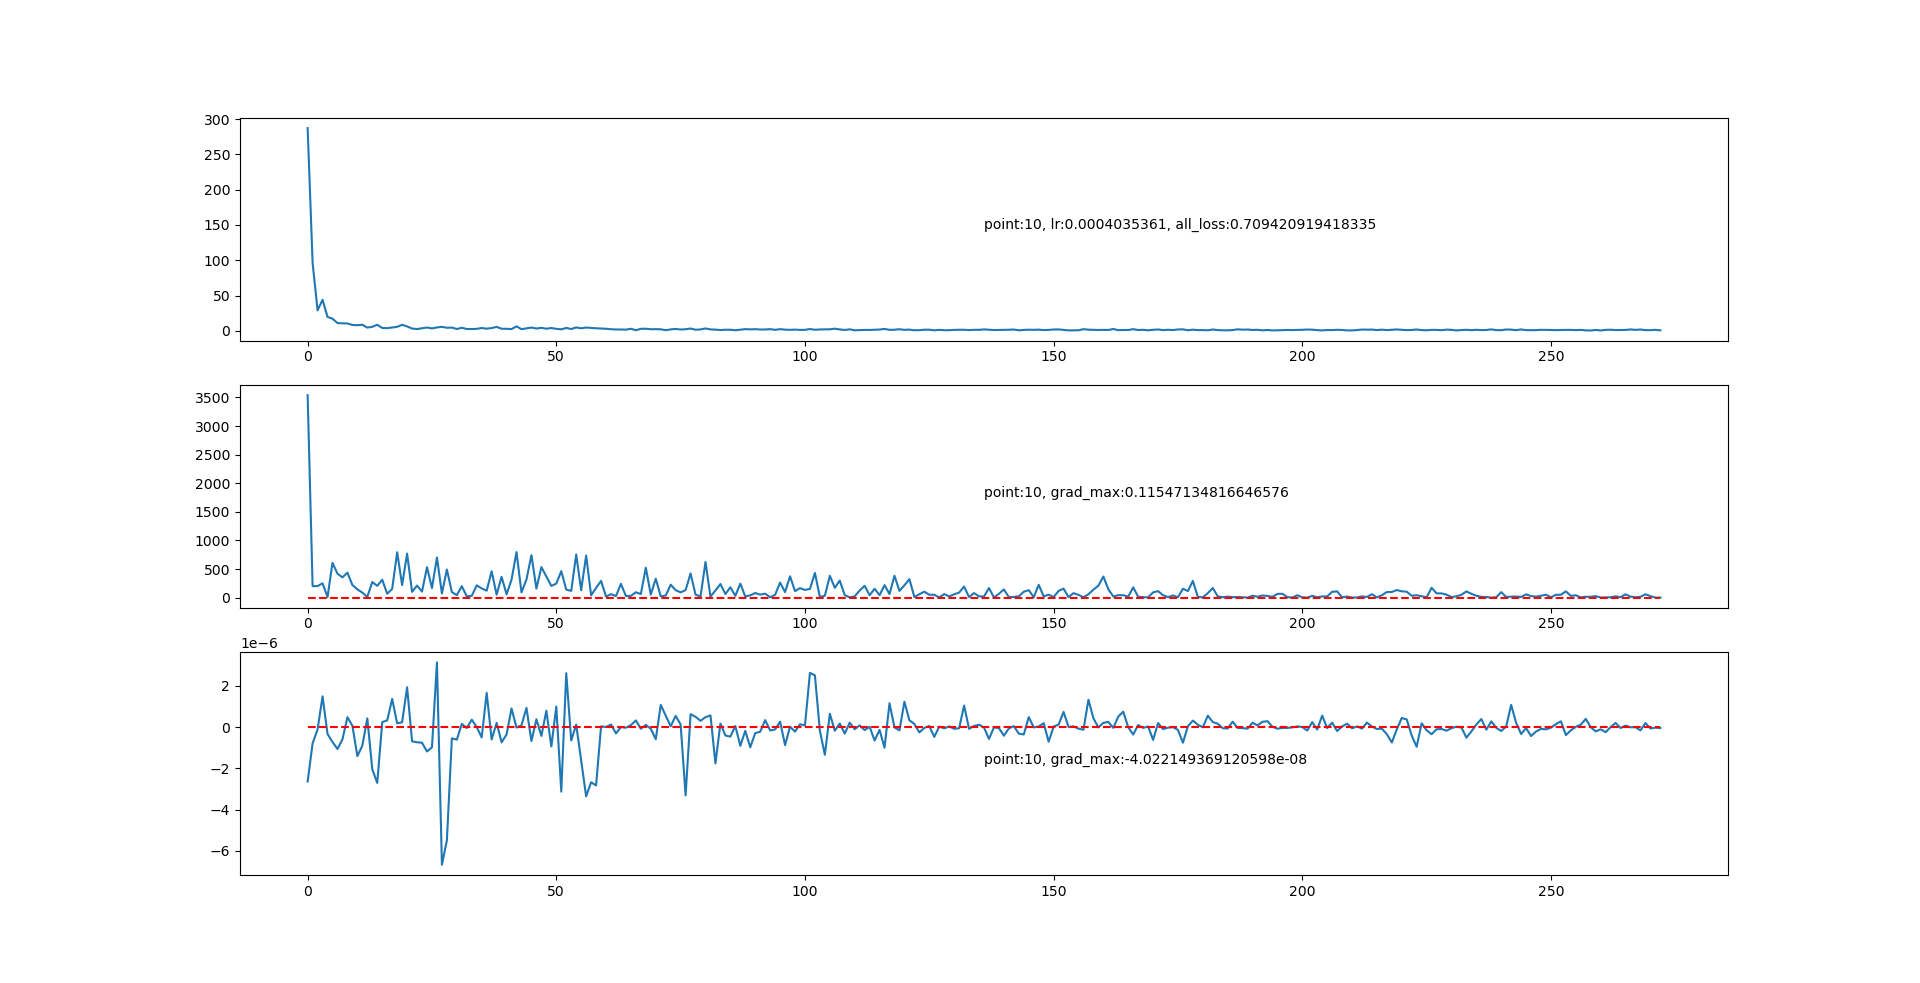 300
250
200
150
100
50
0
point:10, lr:0.0004035361, all_loss:0.709420919418335
0 50 100 150 200 250
3500
3000
2500
2000
1500
1000
500
0
point:10, grad_max:0.11547134816646576
0 50 100 150 200 250
1e−6
2
0
−2
−4
−6
point:10, grad_max:-4.022149369120598e-08
0 50 100 150 200 250